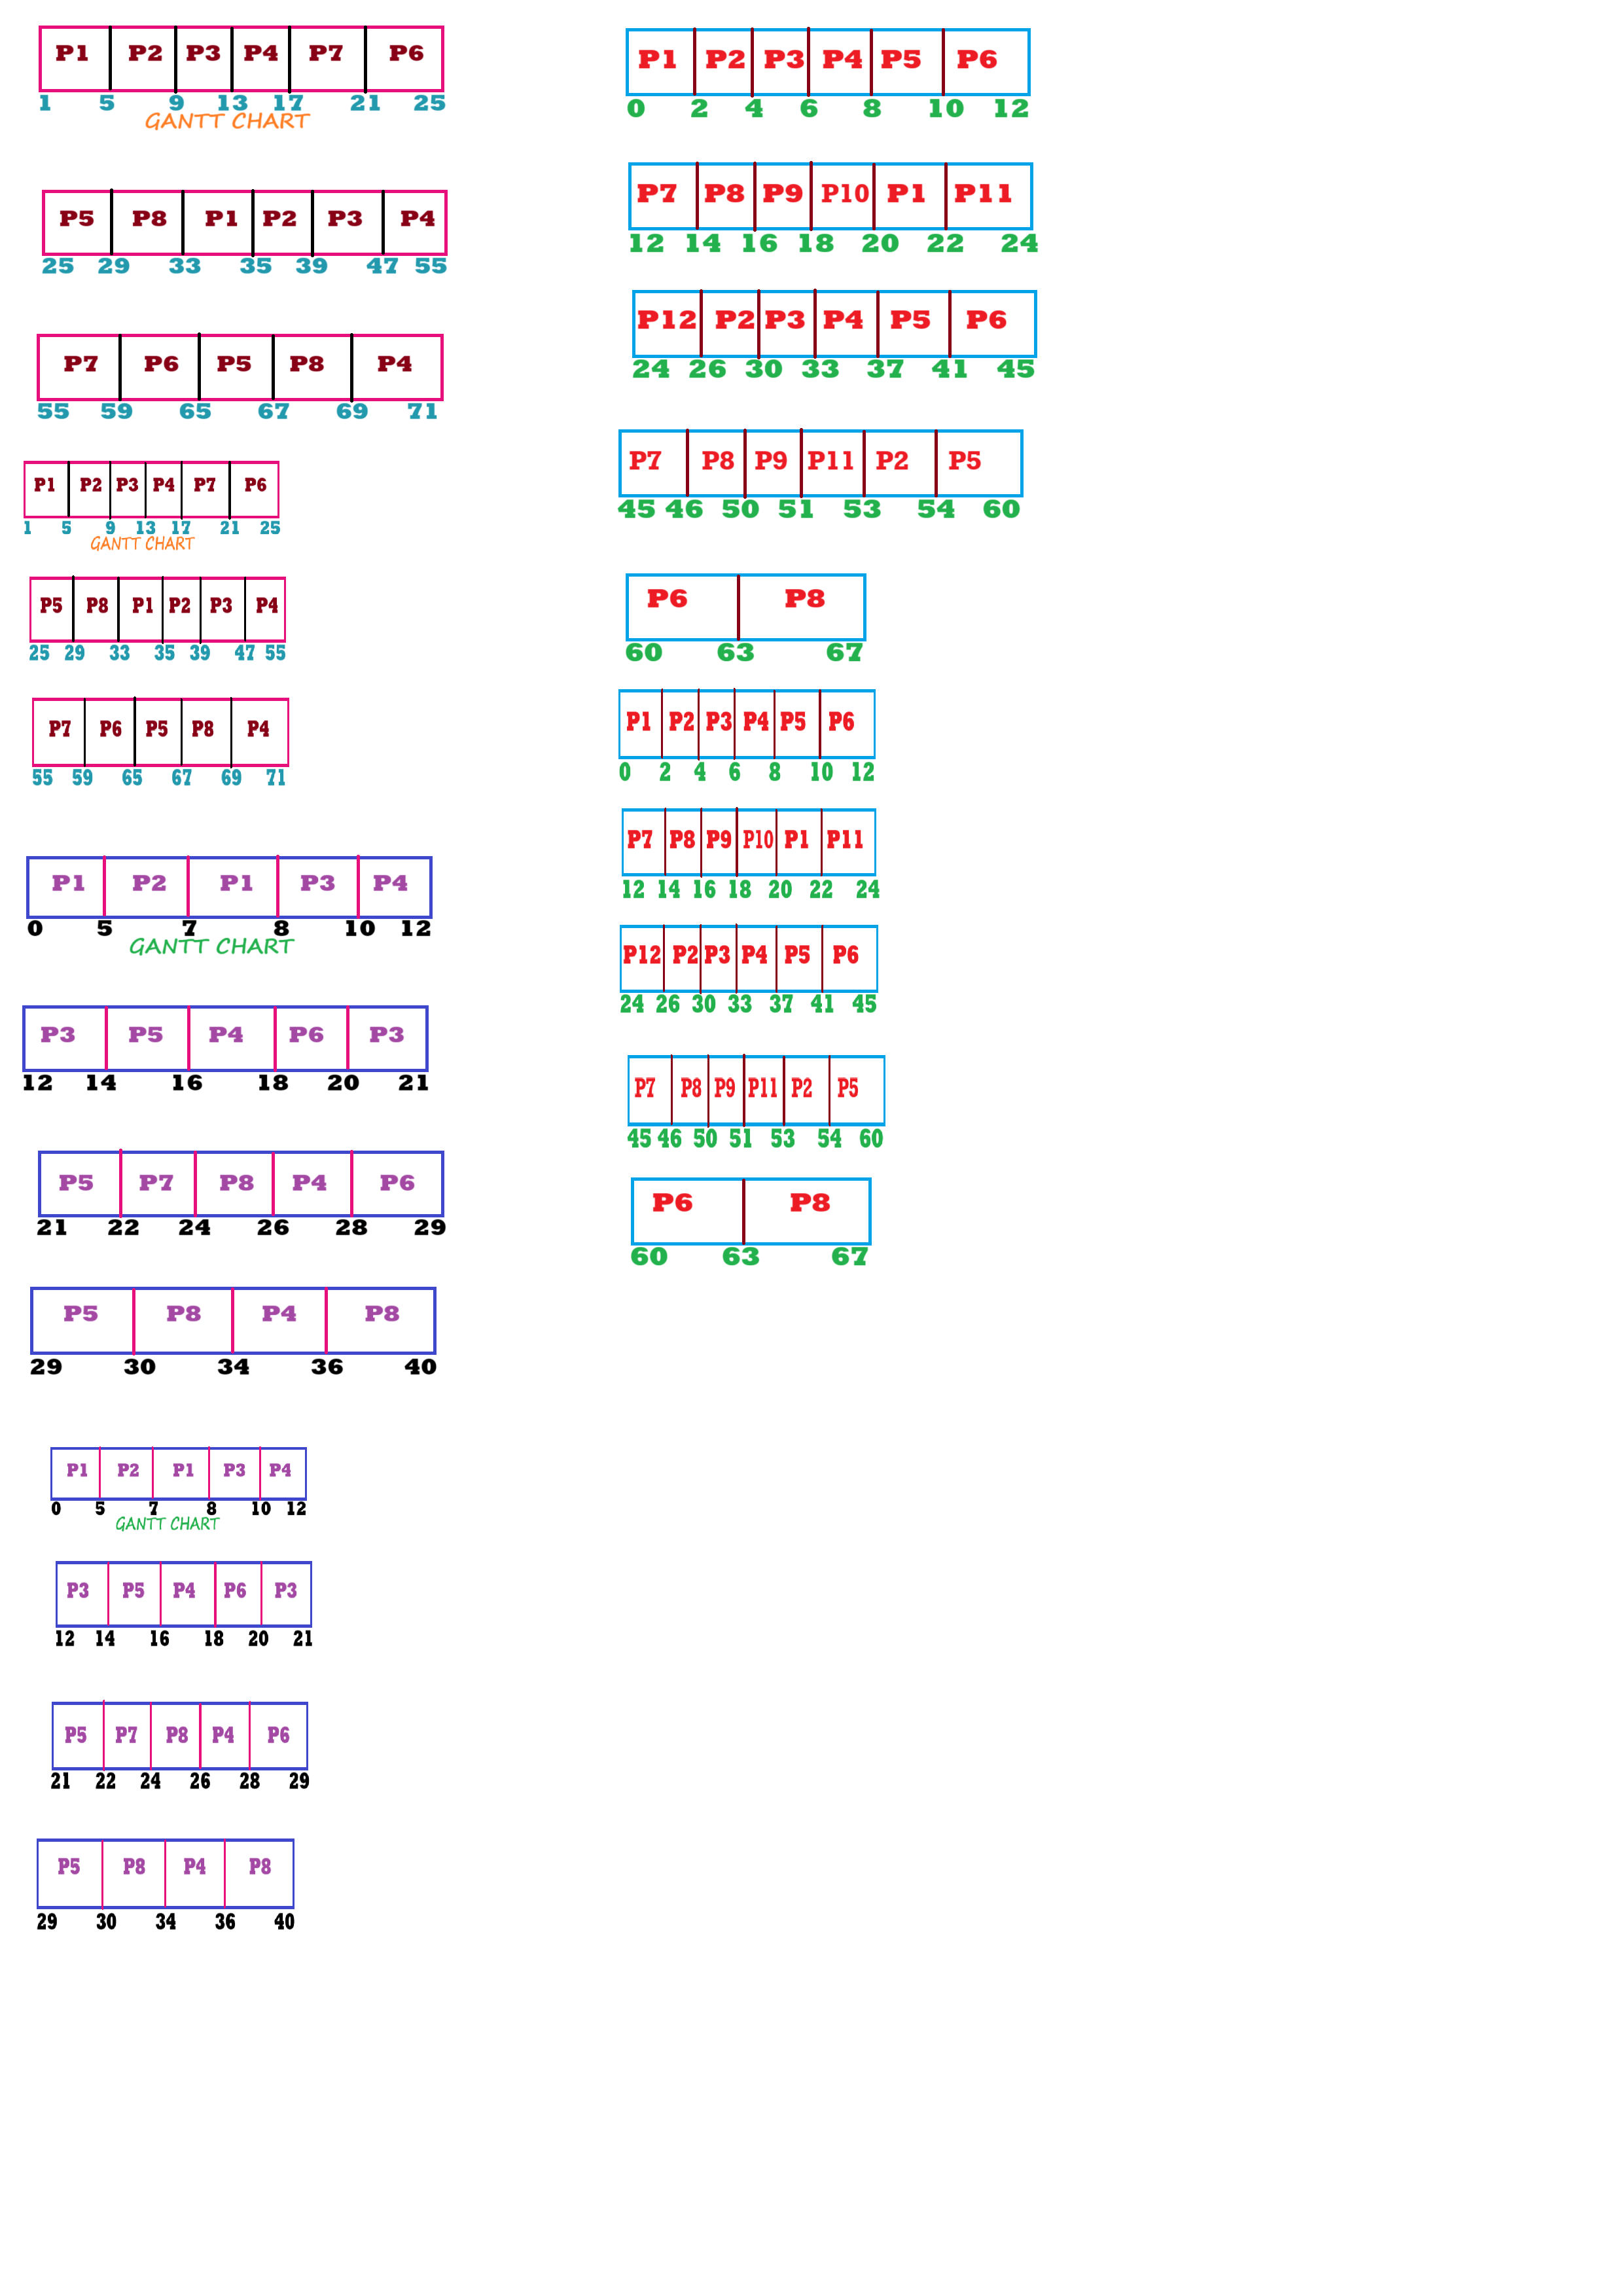 P1 P2 P3 P4 P7 P6
1 5 9 13 17 21 25
GANTT CHART
P5 P8 P1 P2 P3 P4
25 29 33 35 39 47 55
P7 P6 P5 P8 P4
55 59 65 67 69 71
P1 P2 P3 P4 P7 P6
1 5 9 13 17 21 25
GANTT CHART
P5 P8 P1 P2 P3 P4
25 29 33 35 39 47 55
P7 P6 P5 P8 P4
55 59 65 67 69 71
P1 P2 P1 P3 P4
0 5 7 8 10 12
GANTT CHART
P3 P5 P4 P6 P3
12 14 16 18 20 21
P5 P7 P8 P4 P6
21 22 24 26 28 29
P5 P8 P4 P8
29 30 34 36 40
P1 P2 P1 P3 P4
0 5 7 8 10 12
GANTT CHART
P3 P5 P4 P6 P3
12 14 16 18 20 21
P5 P7 P8 P4 P6
21 22 24 26 28 29
P5 P8 P4 P8
29 30 34 36 40
P1 P2 P3 P4 P5 P6
0 2 4 6 8 10 12
P7 P8 P9 P10 P1 P11
12 14 16 18 20 22 24
P12 P2 P3 P4 P5 P6
24 26 30 33 37 41 45
P7 P8 P9 P11 P2 P5
45 46 50 51 53 54 60
P6 P8
60 63 67
P1 P2 P3 P4 P5 P6
0 2 4 6 8 10 12
P7 P8 P9 P10 P1 P11
12 14 16 18 20 22 24
P12 P2 P3 P4 P5 P6
24 26 30 33 37 41 45
P7 P8 P9 P11 P2 P5
45 46 50 51 53 54 60
P6 P8
60 63 67